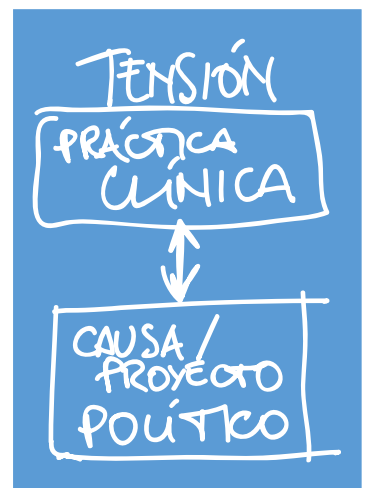 TENSIÓN
PRÁCTICA
CLÍNICA
CAUSA /
PROYECTO
POLÍTICO